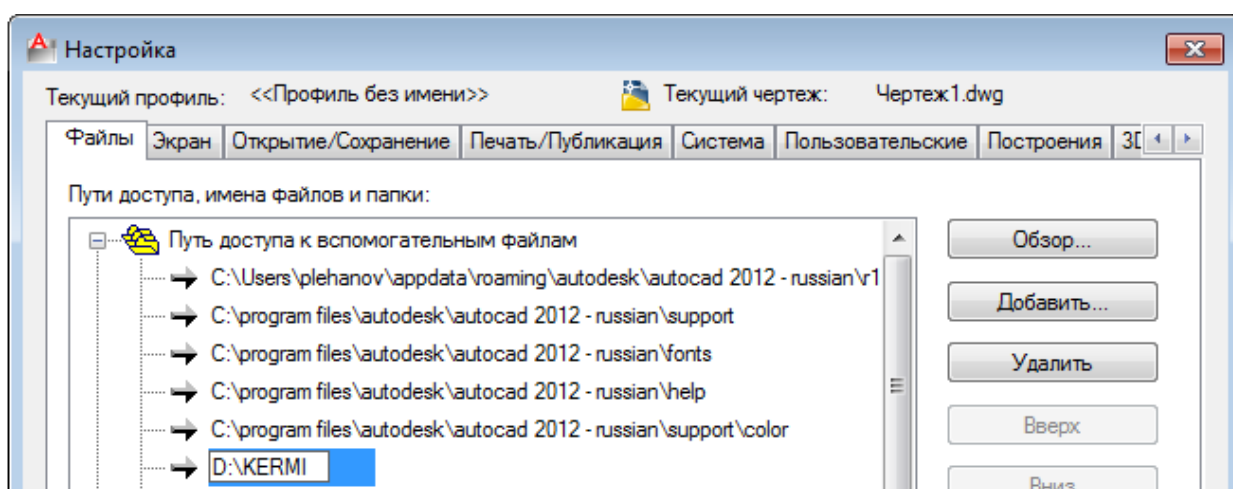 Настройка
Текущий профиль: <<Профиль без имени>> Текущий чертеж: Чертеж1.dwg
Файлы Экран Открытие/Сохранение Печать/Публикация Система Пользовательские Построения 3D
Пути доступа, имена файлов и папки:
Путь доступа к вспомогательным файлам
C:\Users\plehanov\appdata\roaming\autodesk\autocad 2012 - russian\r1
C:\program files\autodesk\autocad 2012 - russian\support
C:\program files\autodesk\autocad 2012 - russian\fonts
C:\program files\autodesk\autocad 2012 - russian\help
C:\program files\autodesk\autocad 2012 - russian\support\color
D:\KERMI
Обзор...
Добавить...
Удалить
Вверх
Вниз